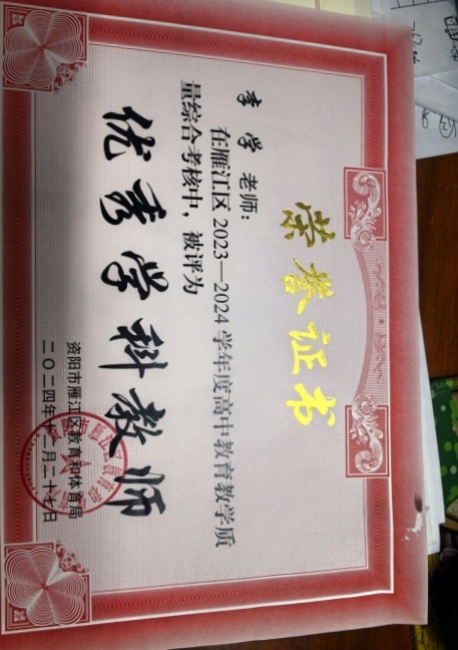 荣誉证书
李学 老师:
在雁江区 2023—2024 学年度高中教育教学质
量综合考核中，被评为
优秀学科教师
资阳市雁江区教育和体育局
二〇二四年十二月二十七日